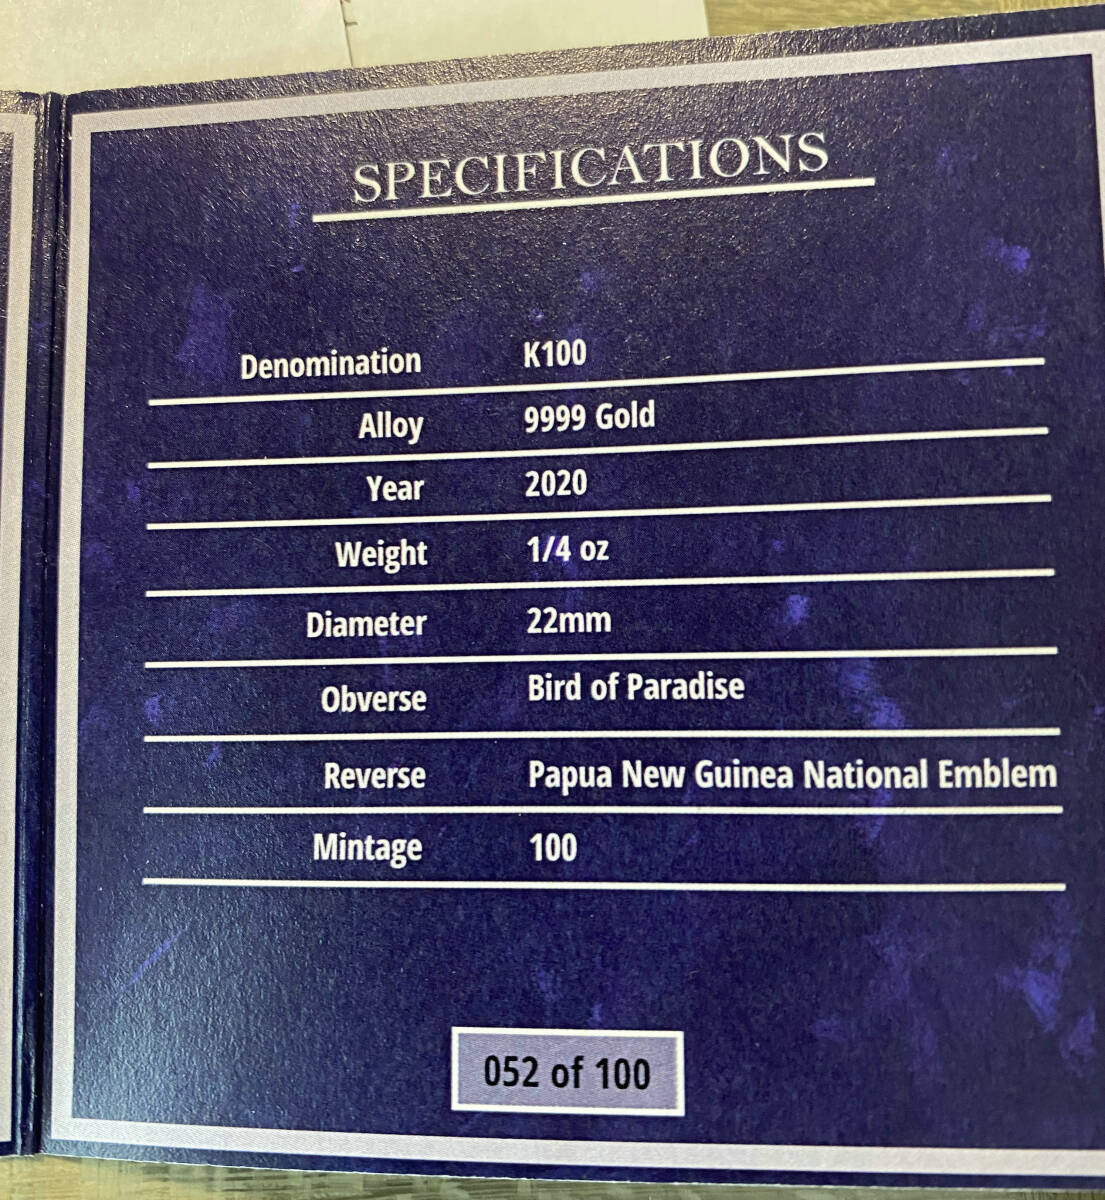 SPECIFICATIONS
Denomination K100
Alloy 9999 Gold
Year 2020
Weight 1/4 oz
Diameter 22mm
Obverse Bird of Paradise
Reverse Papua New Guinea National Emblem
Mintage 100
052 of 100